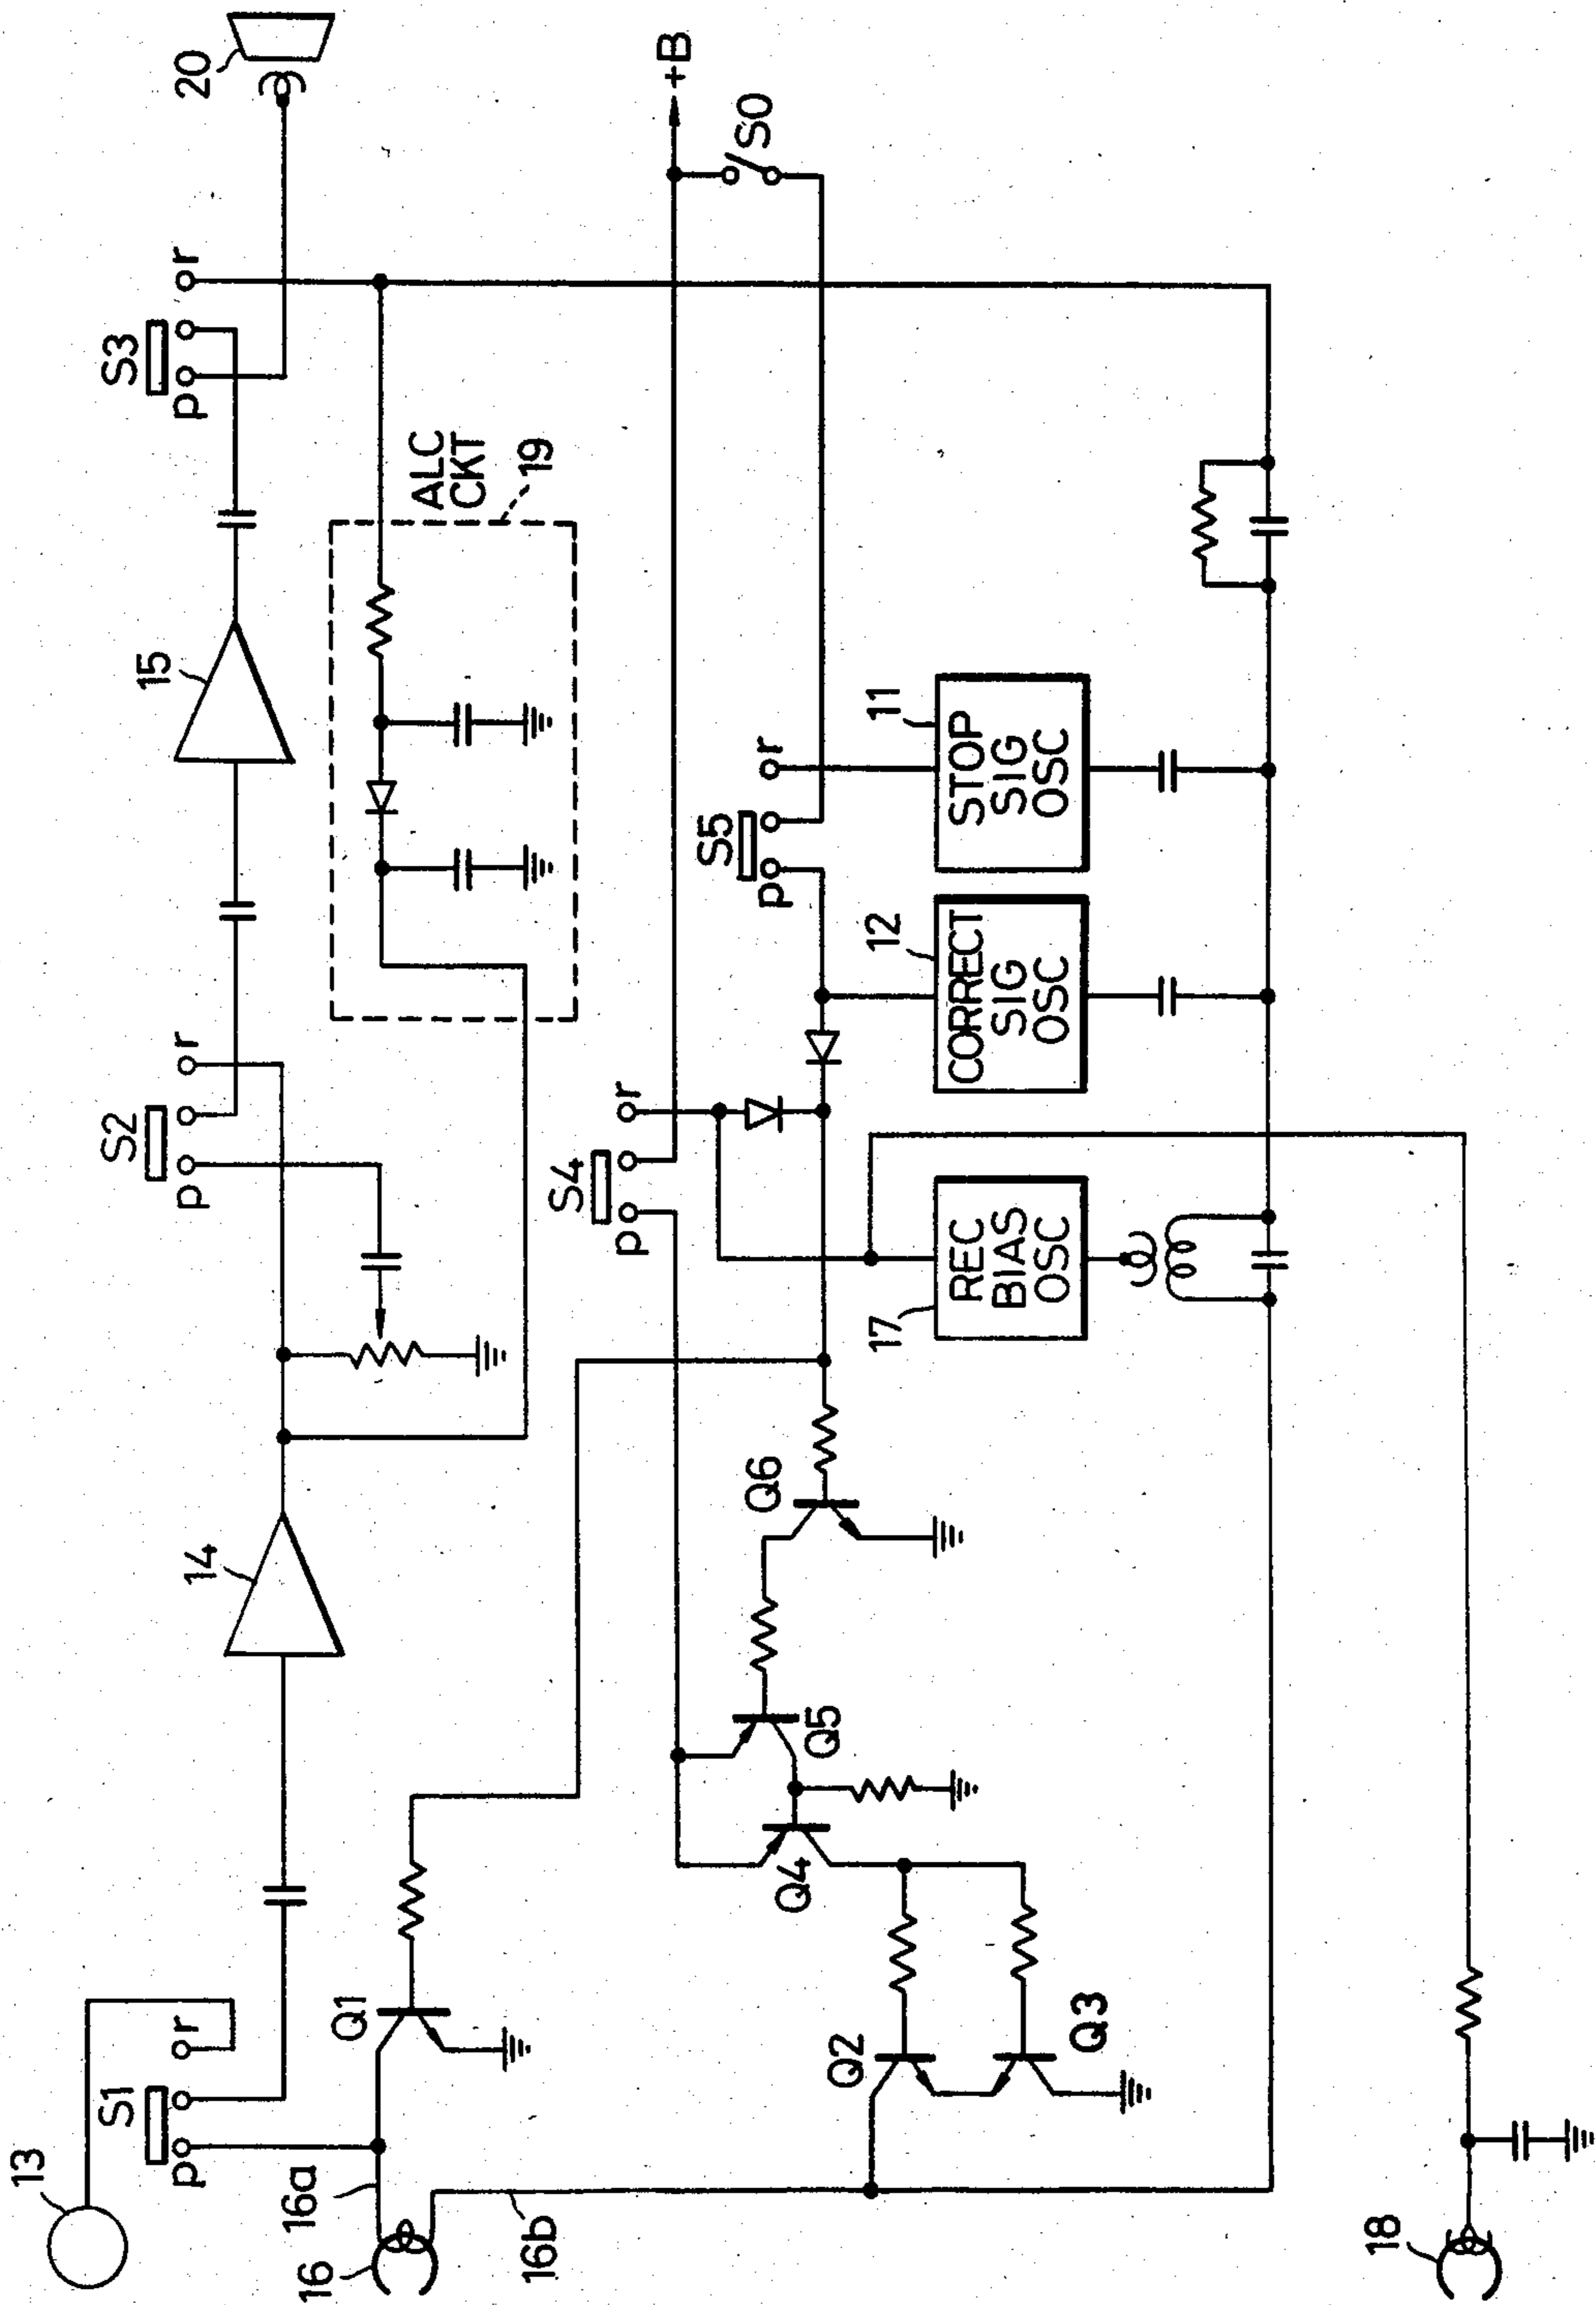 13
S1
p
r
14
S2
p
r
15
S3
p
r
20
16a
16
16b
Q1
ALC
CKT
19
S4
p
r
+B
S0
Q6
Q5
Q4
Q2
Q3
S5
p
r
17
REC
BIAS
OSC
12
CORRECT
SIG
OSC
11
STOP
SIG
OSC
18